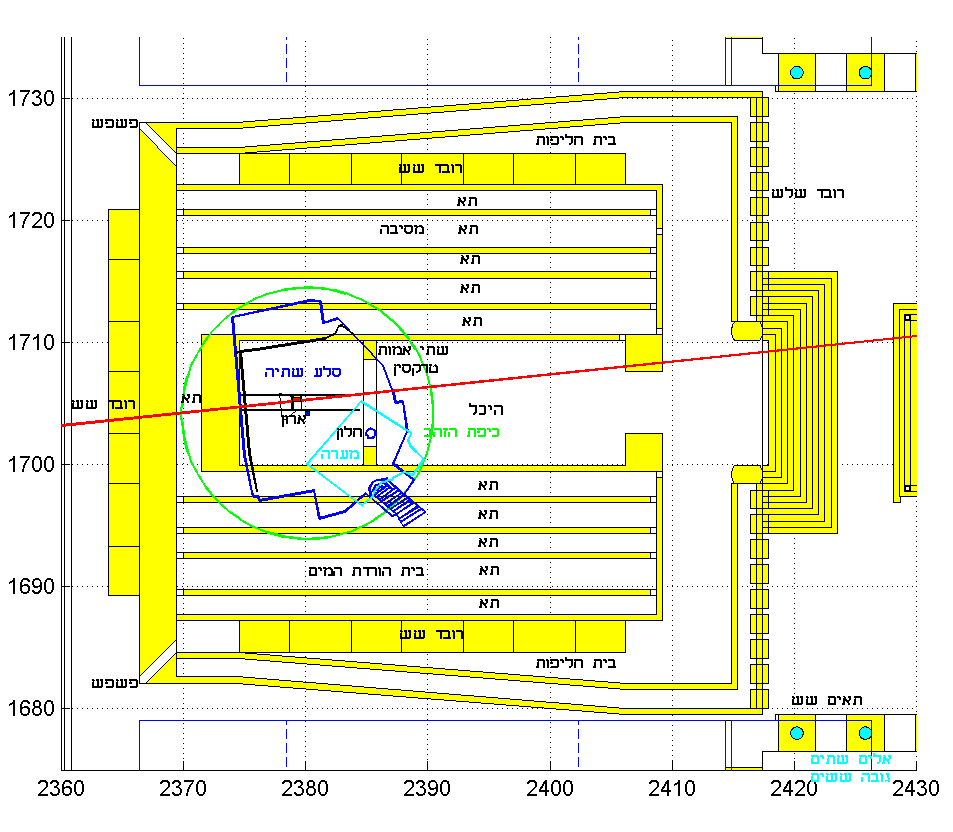 1730
פשפש
בית חליפות
רובד שש
רובד שלש
תא
1720
תא מסיבה
תא
תא
תא
1710
שתי אמות
טרקסין
סלע שתיה
תא
רובד שש
ארון
היכל
חלון
כיפת הזהב
מערה
1700
תא
תא
תא
1690
בית הורדת המים תא
תא
רובד שש
בית חליפות
פשפש
תאים שש
1680
אלים שתים
גובה ששים
2360 2370 2380 2390 2400 2410 2420 2430